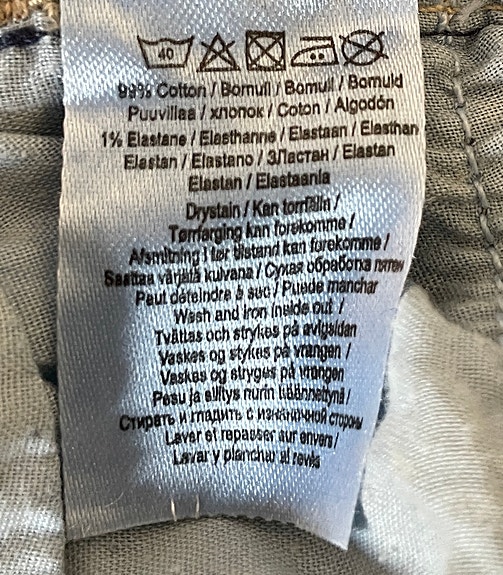 40
99% Cotton / Bomull / Bomull / Bomuld
Puuvillaa / хлопок / Coton / Algodón
1% Elastane / Elasthanne / Elastaan / Elasthan
Elastan / Elastano / ЭЛастан / Elastan
Elastan / Elastaania
Drystain / Kan torrfälln /
Tørrfarging kan forekomme /
Afsmitning i tør tilstand kan forekomme /
Saattaa värjätä kuivana / Сухая обработка пятен
Peut déteindre à sec / Puede manchar
Wash and iron inside out /
Tvättas och strykes på avigsidan
Vaskes og stykes på vrangen /
Vaskes og stryges på vrangen
Pesu ja silitys nurin käännettynä /
Стирать и гладить с изнаночной стороны
Laver et repasser sur envers /
Lavar y planchar al revés